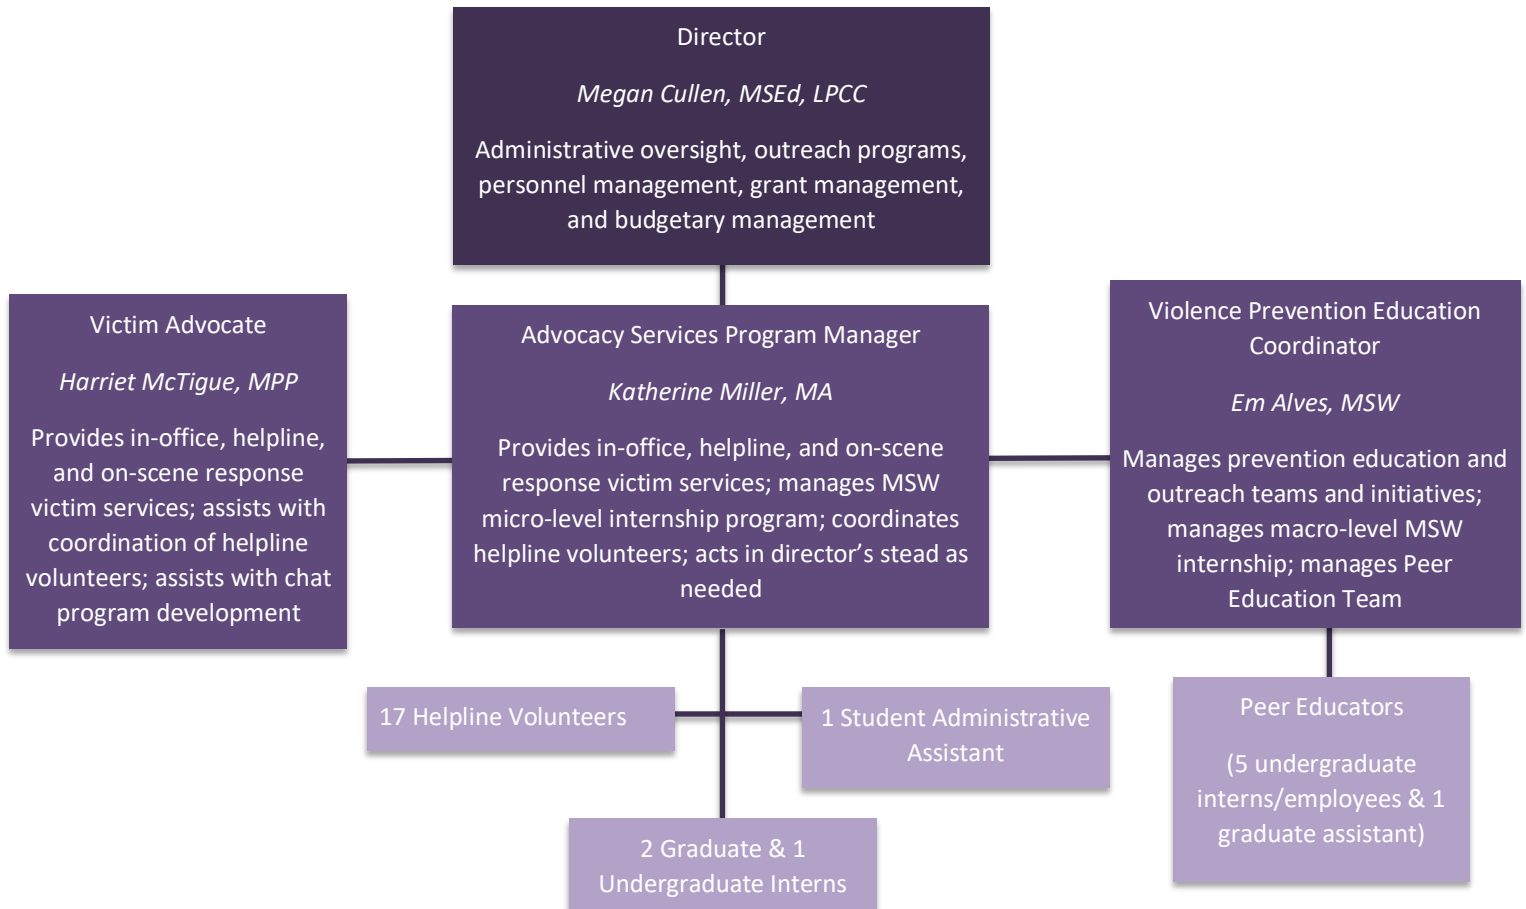 Director
Megan Cullen, MSEd, LPCC
Administrative oversight, outreach programs,
personnel management, grant management,
and budgetary management
Victim Advocate
Harriet McTigue, MPP
Provides in-office, helpline,
and on-scene response
victim services; assists with
coordination of helpline
volunteers; assists with chat
program development
Advocacy Services Program Manager
Katherine Miller, MA
Provides in-office, helpline, and on-scene
response victim services; manages MSW
micro-level internship program; coordinates
helpline volunteers; acts in director’s stead as
needed
Violence Prevention Education
Coordinator
Em Alves, MSW
Manages prevention education and
outreach teams and initiatives;
manages macro-level MSW
internship; manages Peer
Education Team
17 Helpline Volunteers
1 Student Administrative
Assistant
2 Graduate & 1
Undergraduate Interns
Peer Educators
(5 undergraduate
interns/employees & 1
graduate assistant)